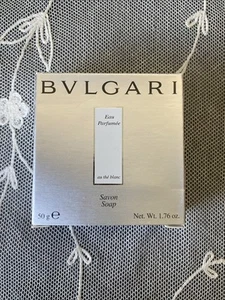 BVLGARI
Eau
Parfumée
au thé blanc
Savon
Soap
50 g ℮
Net. Wt. 1.76 oz.